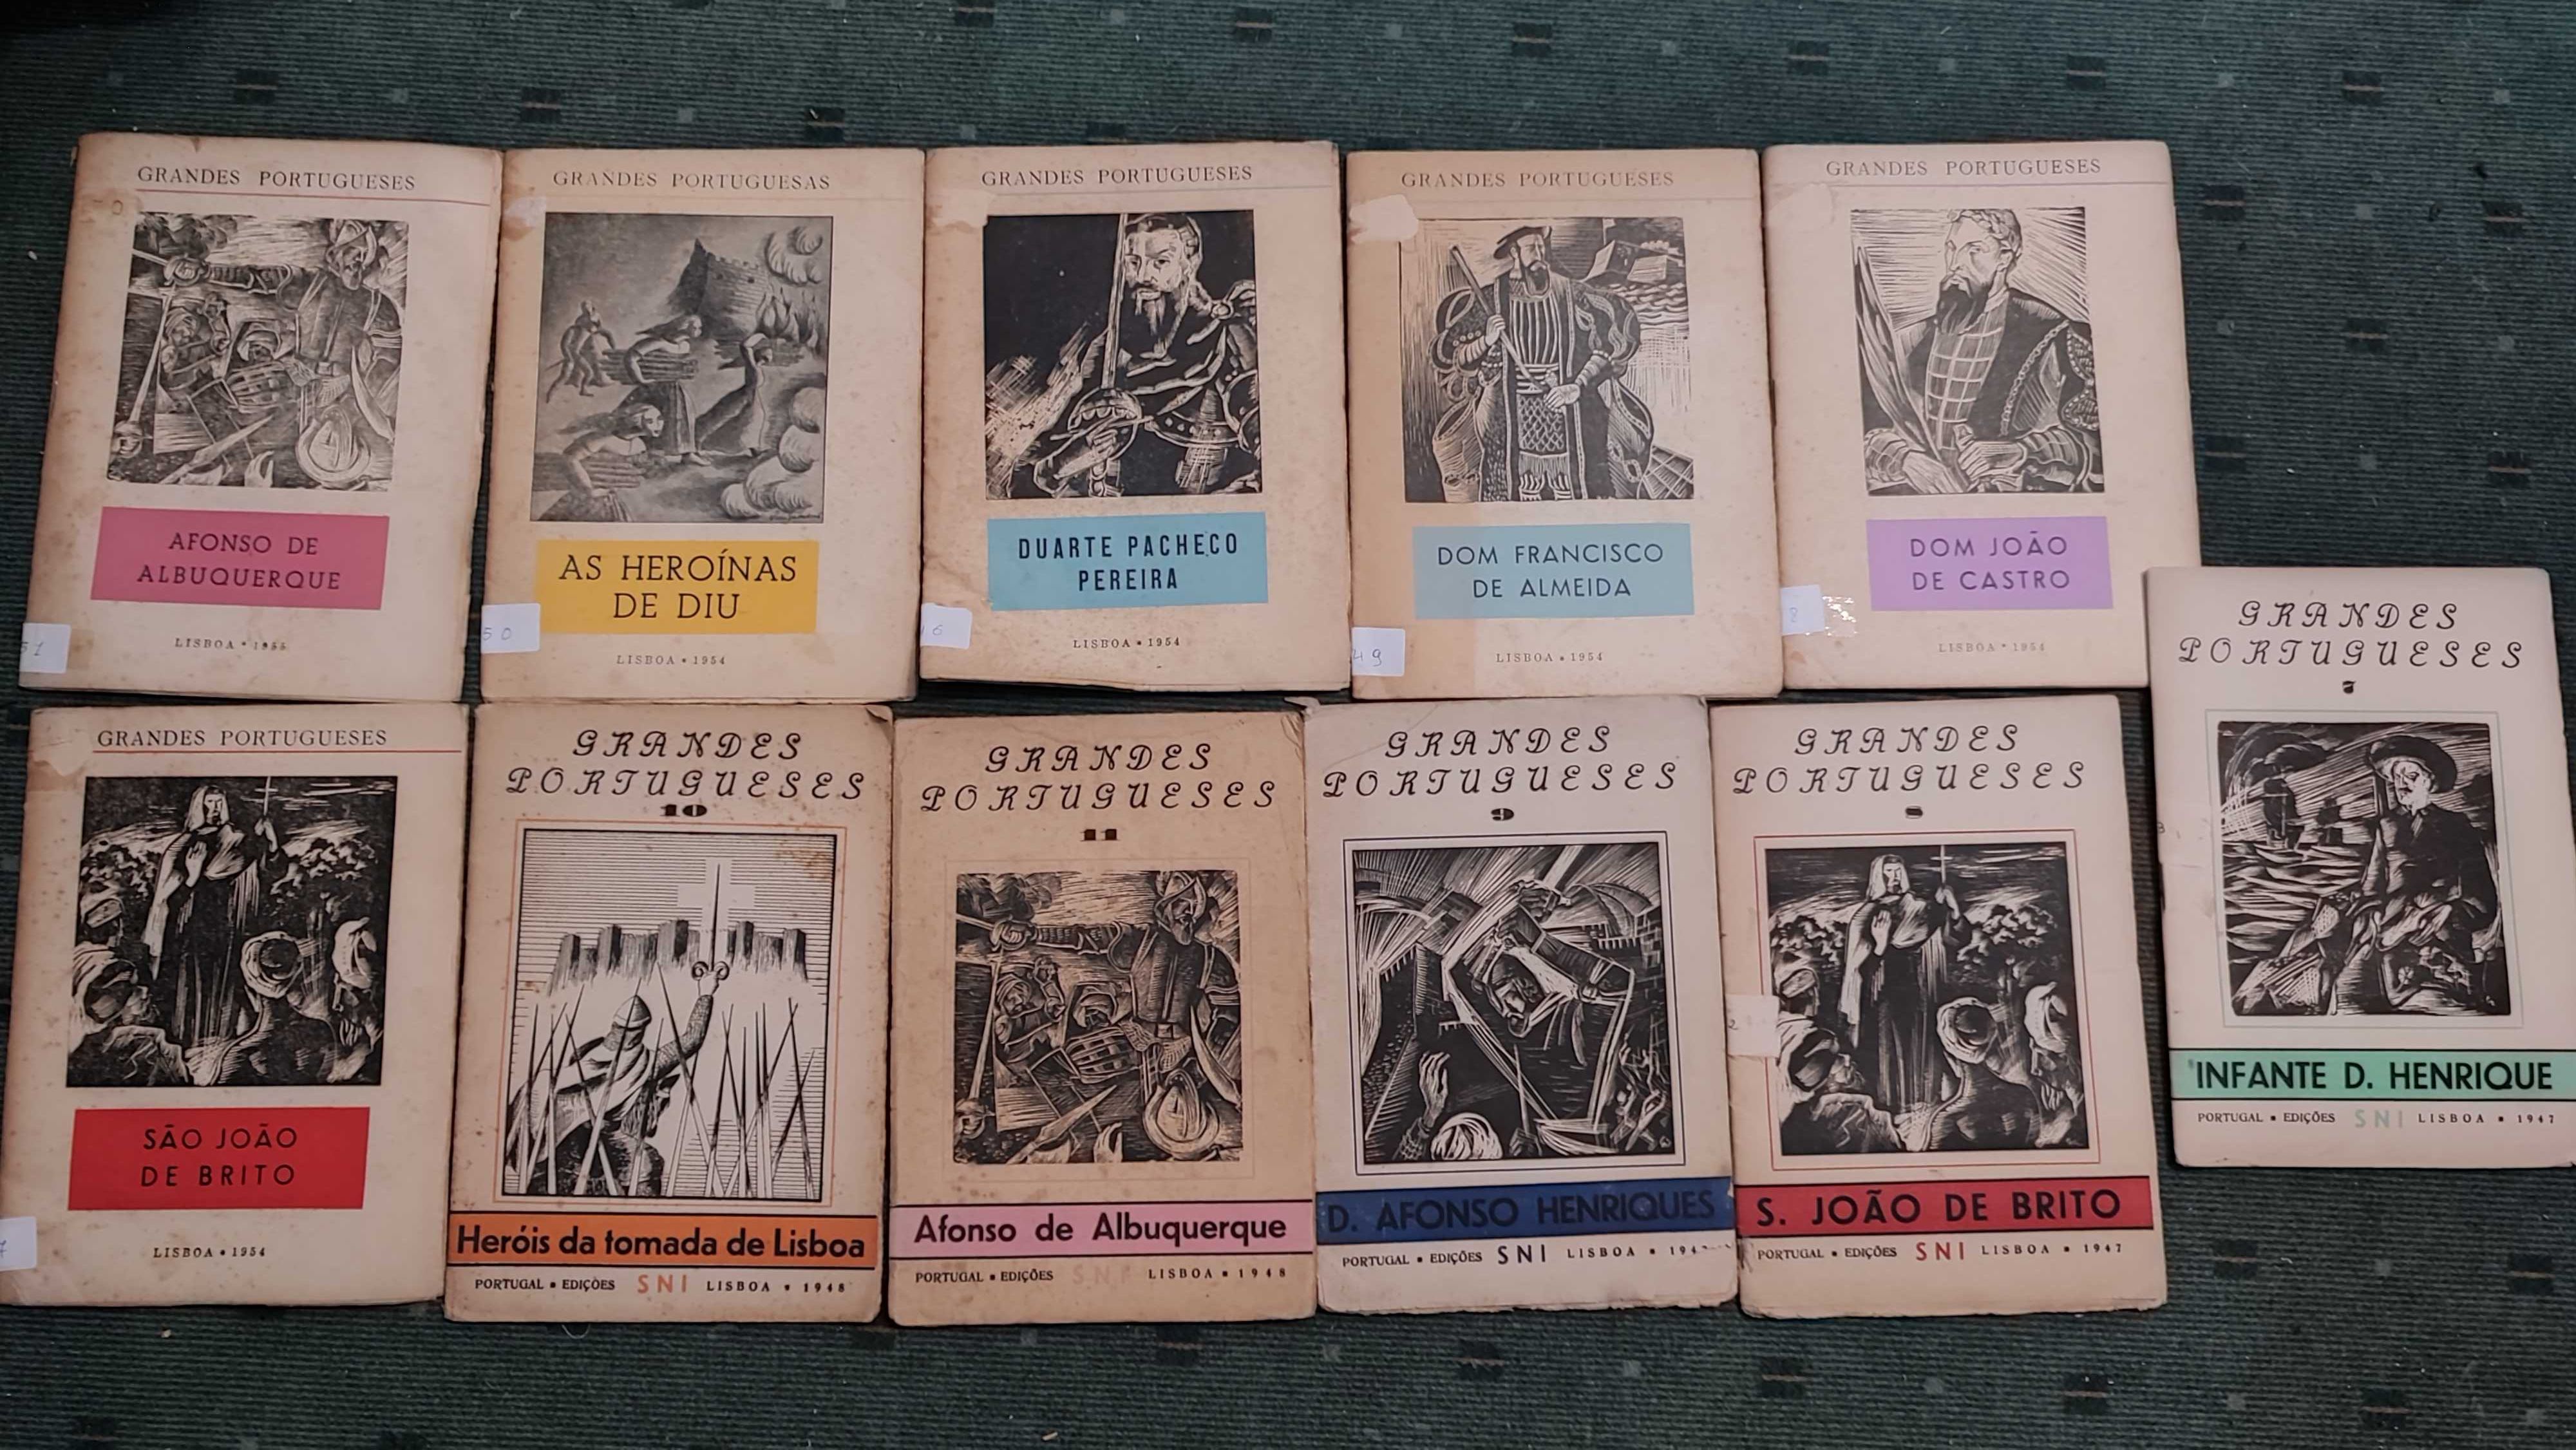 GRANDES PORTUGUESES
AFONSO DE
ALBUQUERQUE
LISBOA • 1955
51
GRANDES PORTUGUESAS
AS HEROÍNAS
DE DIU
LISBOA • 1954
50
GRANDES PORTUGUESES
DUARTE PACHECO
PEREIRA
LISBOA • 1954
6
GRANDES PORTUGUESES
DOM FRANCISCO
DE ALMEIDA
LISBOA • 1954
49
GRANDES PORTUGUESES
DOM JOÃO
DE CASTRO
LISBOA • 1954
8
GRANDES
PORTUGUESES
7
INFANTE D. HENRIQUE
PORTUGAL ▪ EDIÇÕES SNI LISBOA ▪ 1947
GRANDES PORTUGUESES
SÃO JOÃO
DE BRITO
LISBOA • 1954
7
GRANDES
PORTUGUESES
10
Heróis da tomada de Lisboa
PORTUGAL ▪ EDIÇÕES SNI LISBOA ▪ 1948
GRANDES
PORTUGUESES
11
Afonso de Albuquerque
PORTUGAL ▪ EDIÇÕES SNI LISBOA ▪ 1948
GRANDES
PORTUGUESES
9
D. AFONSO HENRIQUES
PORTUGAL ▪ EDIÇÕES SNI LISBOA ▪
GRANDES
PORTUGUESES
8
S. JOÃO DE BRITO
PORTUGAL ▪ EDIÇÕES SNI LISBOA ▪ 1947